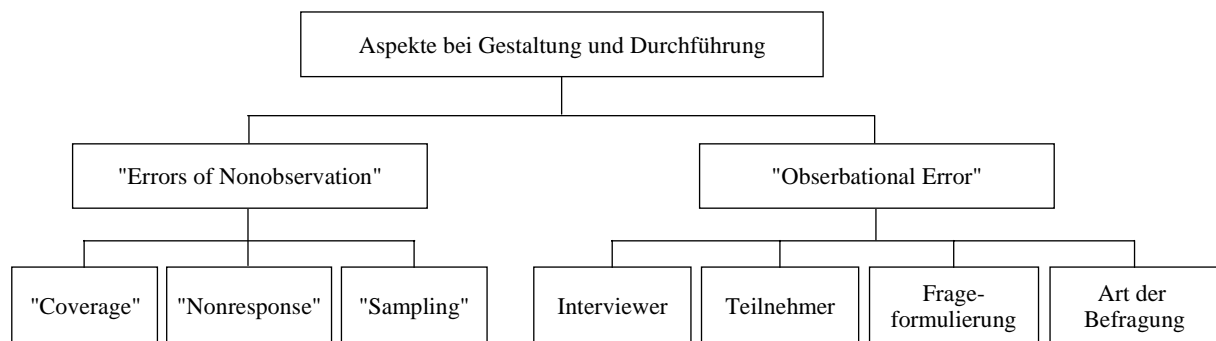 Aspekte bei Gestaltung und Durchführung
"Errors of Nonobservation"
"Obserbational Error"
"Coverage"
"Nonresponse"
"Sampling"
Interviewer
Teilnehmer
Frage-
formulierung
Art der
Befragung